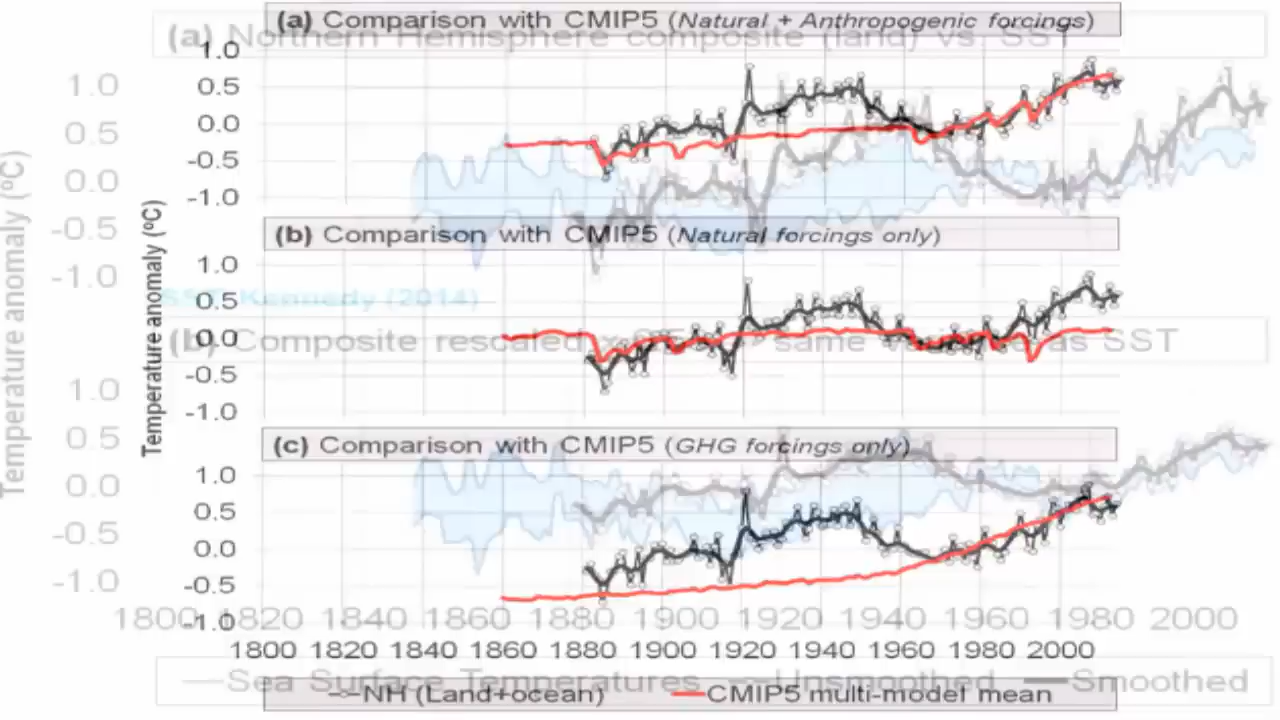 (a) Comparison with CMIP5 (Natural + Anthropogenic forcings)
(a) Northern Hemisphere composite (land) vs SST
1.0
0.5
0.0
-0.5
-1.0
1.0
0.5
0.0
-0.5
-1.0
Temperature anomaly (ºC)
Temperature anomaly (ºC)
(b) Comparison with CMIP5 (Natural forcings only)
1.0
0.5
0.0
-0.5
-1.0
SST Kennedy (2014)
(b) Composite rescaled same as SST
1.0
0.5
0.0
-0.5
-1.0
(c) Comparison with CMIP5 (GHG forcings only)
1.0
0.5
0.0
-0.5
-1.0
1800 1820 1840 1860 1880 1900 1920 1940 1960 1980 2000
1800 1820 1840 1860 1880 1900 1920 1940 1960 1980 2000
Sea Surface Temperatures Unsmoothed Smoothed
NH (Land+ocean) CMIP5 multi-model mean